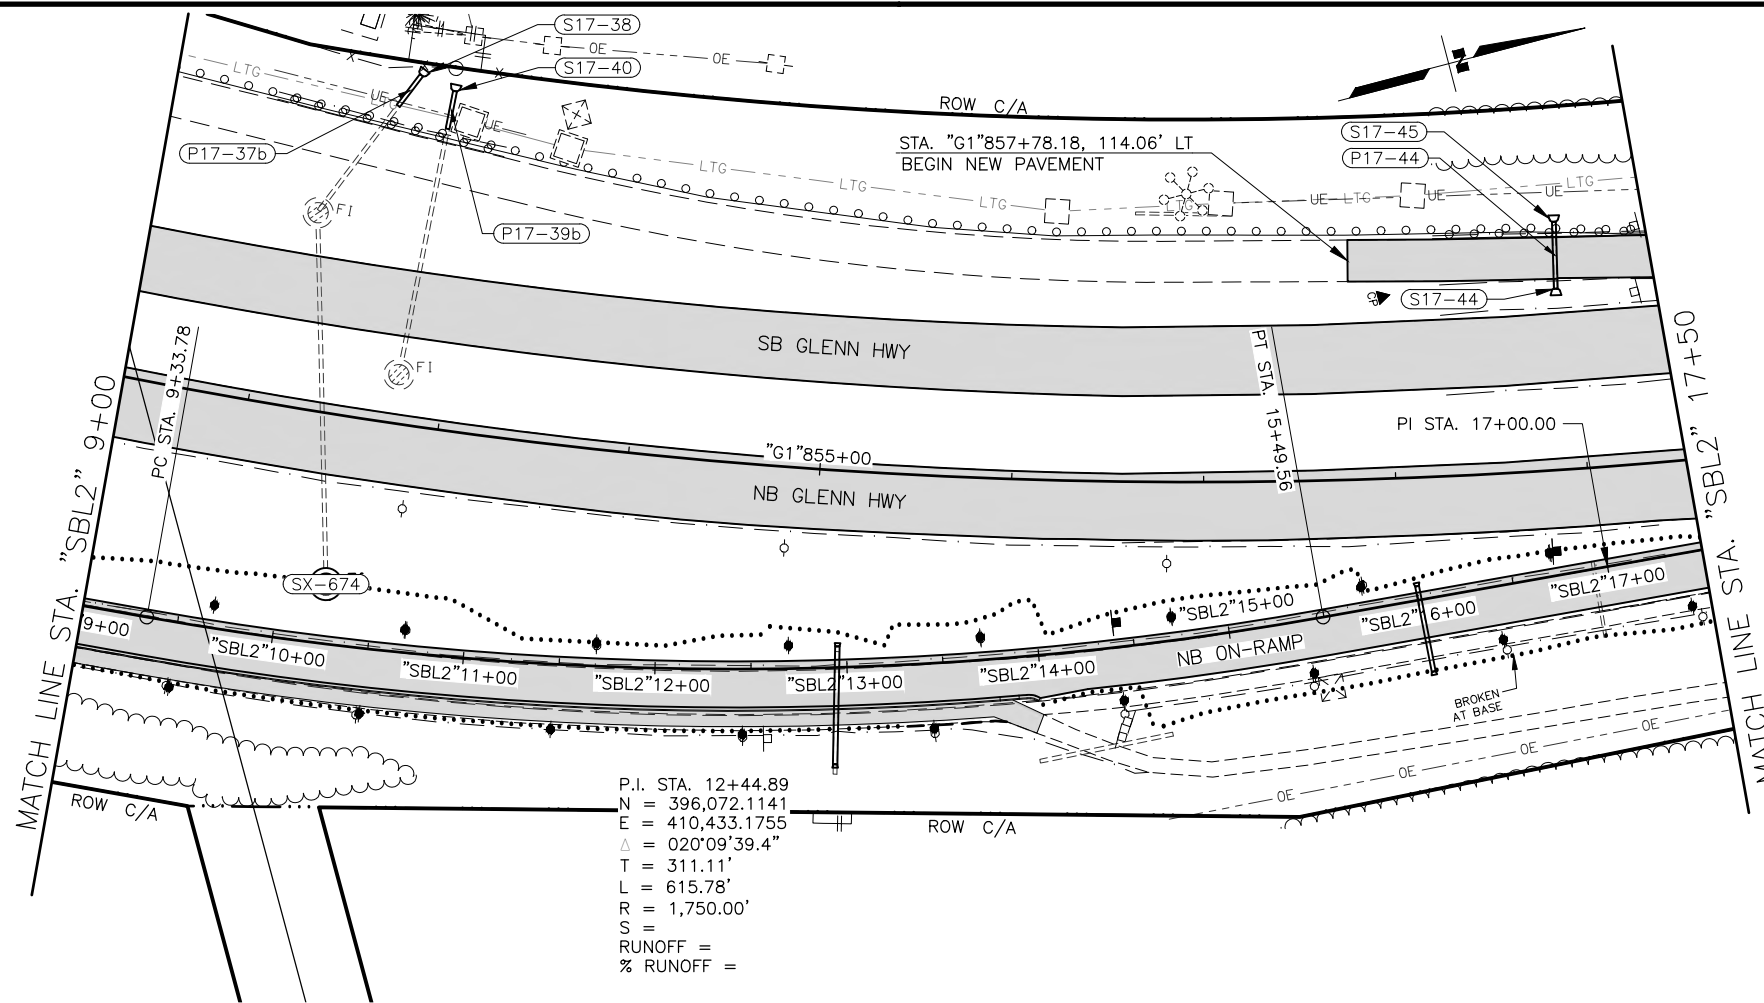 S17-38
OE
OE
S17-40
LTG
UE
LTG
UE
P17-37b
FI
P17-39b
FI
ROW C/A
N
STA. "G1"857+78.18, 114.06' LT
BEGIN NEW PAVEMENT
LTG
LTG
LTG
LTG
UE
LTG
UE
UE
LTG
S17-45
P17-44
S17-44
CP
SB GLENN HWY
PC STA. 9+33.78
PT STA. 15+49.56
PI STA. 17+00.00
"G1"855+00
NB GLENN HWY
SX-674
MATCH LINE STA. "SBL2" 9+00
MATCH LINE STA. "SBL2" 17+50
9+00
"SBL2"10+00
"SBL2"11+00
"SBL2"12+00
"SBL2"13+00
"SBL2"14+00
"SBL2"15+00
"SBL2"16+00
"SBL2"17+00
NB ON-RAMP
BROKEN
AT BASE
OE
OE
OE
OE
ROW C/A
ROW C/A
P.I. STA. 12+44.89
N = 396,072.1141
E = 410,433.1755
Δ = 020°09'39.4"
T = 311.11'
L = 615.78'
R = 1,750.00'
S =
RUNOFF =
% RUNOFF =